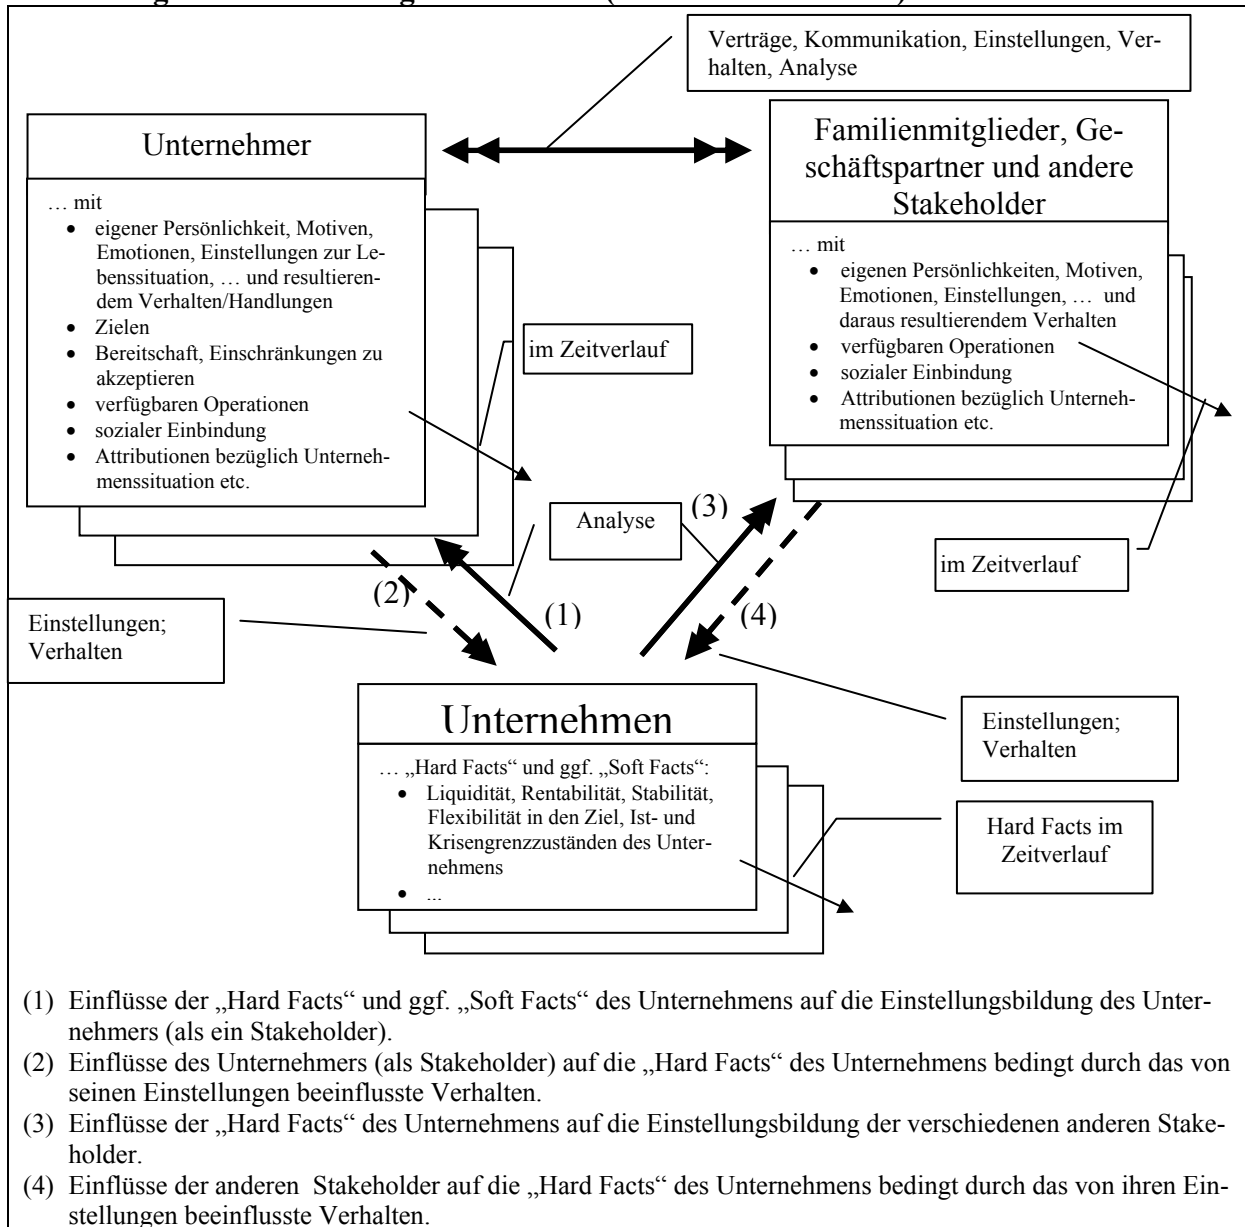 Verträge, Kommunikation, Einstellungen, Ver-
halten, Analyse
Unternehmer
… mit
• eigener Persönlichkeit, Motiven,
Emotionen, Einstellungen zur Le-
benssituation, … und resultieren-
dem Verhalten/Handlungen
• Zielen
• Bereitschaft, Einschränkungen zu
akzeptieren
• verfügbaren Operationen
• sozialer Einbindung
• Attributionen bezüglich Unterneh-
menssituation etc.
im Zeitverlauf
Familienmitglieder, Ge-
schäftspartner und andere
Stakeholder
… mit
• eigenen Persönlichkeiten, Motiven,
Emotionen, Einstellungen, … und
daraus resultierendem Verhalten
• verfügbaren Operationen
• sozialer Einbindung
• Attributionen bezüglich Unterneh-
menssituation etc.
im Zeitverlauf
Analyse
(3)
(2)
(1)
(4)
Einstellungen;
Verhalten
Unternehmen
… „Hard Facts“ und ggf. „Soft Facts“:
• Liquidität, Rentabilität, Stabilität,
Flexibilität in den Ziel, Ist- und
Krisengrenzzuständen des Unter-
nehmens
• ...
Einstellungen;
Verhalten
Hard Facts im
Zeitverlauf
(1) Einflüsse der „Hard Facts“ und ggf. „Soft Facts“ des Unternehmens auf die Einstellungsbildung des Unter-
nehmers (als ein Stakeholder).
(2) Einflüsse des Unternehmers (als Stakeholder) auf die „Hard Facts“ des Unternehmens bedingt durch das von
seinen Einstellungen beeinflusste Verhalten.
(3) Einflüsse der „Hard Facts“ des Unternehmens auf die Einstellungsbildung der verschiedenen anderen Stake-
holder.
(4) Einflüsse der anderen Stakeholder auf die „Hard Facts“ des Unternehmens bedingt durch das von ihren Ein-
stellungen beeinflusste Verhalten.